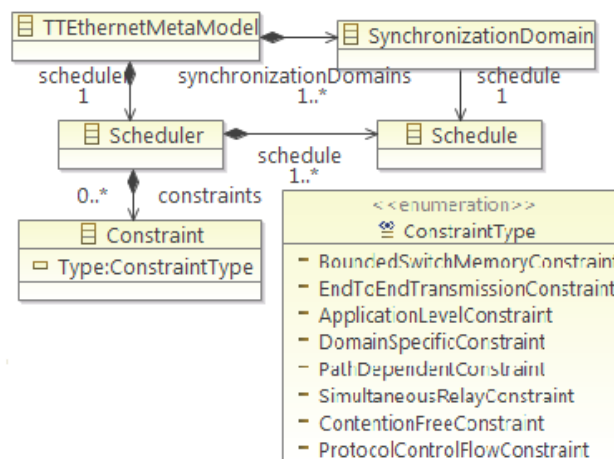 TTEthernetMetaModel
SynchronizationDomain
scheduler
synchronizationDomains
schedule
1
1..*
1
Scheduler
Schedule
schedule
1..*
0..*
constraints
Constraint
Type:ConstraintType
<<enumeration>>
ConstraintType
BoundedSwitchMemoryConstraint
EndToEndTransmissionConstraint
ApplicationLevelConstraint
DomainSpecificConstraint
PathDependentConstraint
SimultaneousRelayConstraint
ContentionFreeConstraint
ProtocolControlFlowConstraint